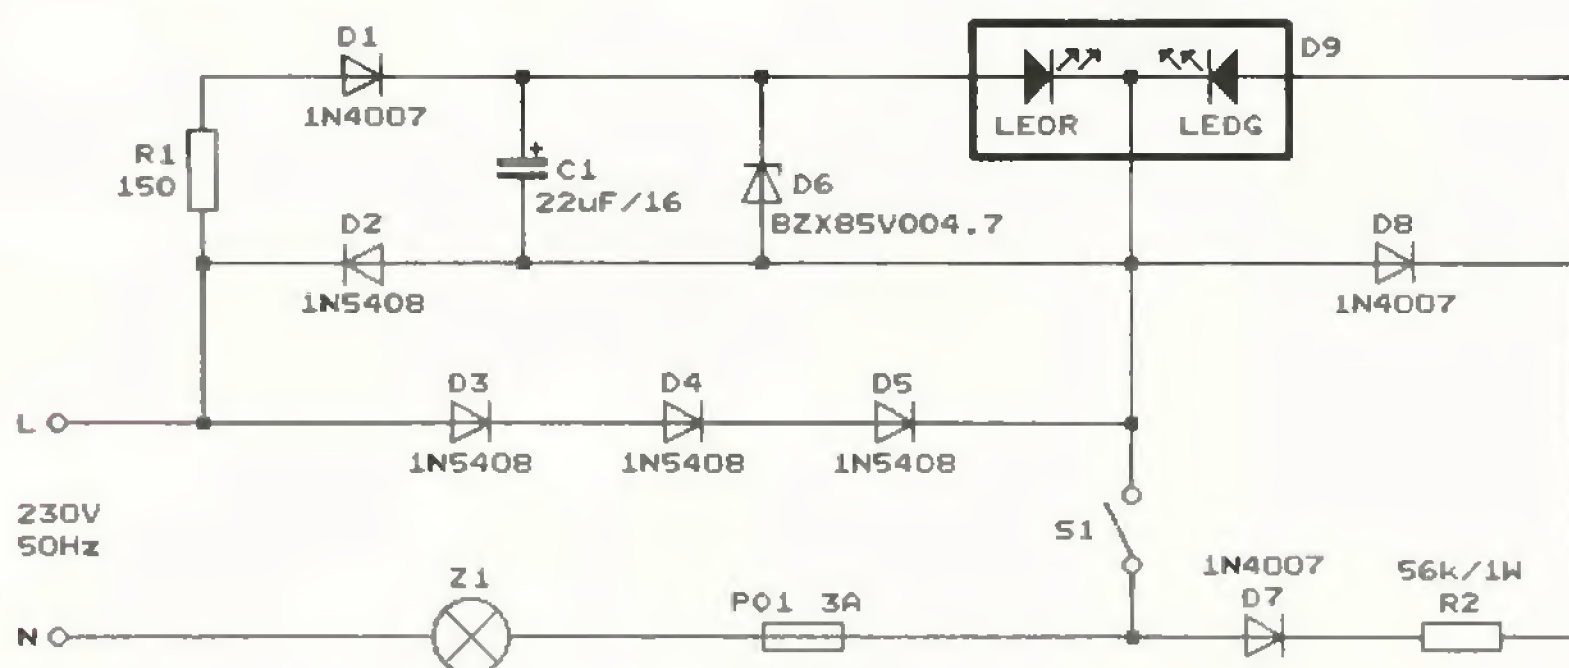 D1
1N4007
D9
LEOR
LEDG
R1
150
C1
22uF/16
D6
BZX85V004.7
D2
1N5408
D8
1N4007
D3
1N5408
D4
1N5408
D5
1N5408
L
230V
50Hz
S1
Z1
N
P01 3A
1N4007
D7
56k/1W
R2